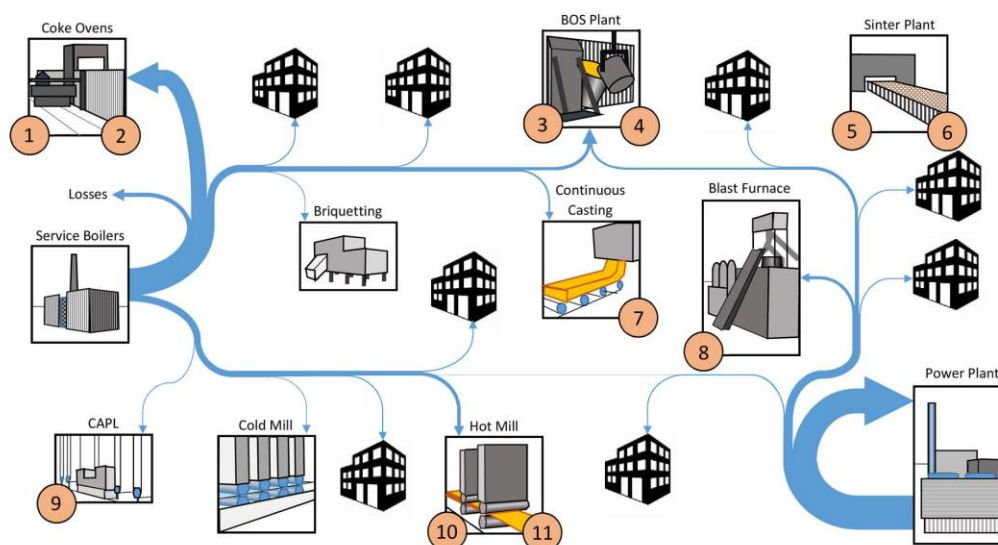 Coke Ovens
BOS Plant
Sinter Plant
1
2
3
4
5
6
Losses
Briquetting
Continuous
Casting
Blast Furnace
Service Boilers
7
8
Power Plant
CAPL
Cold Mill
Hot Mill
9
10
11